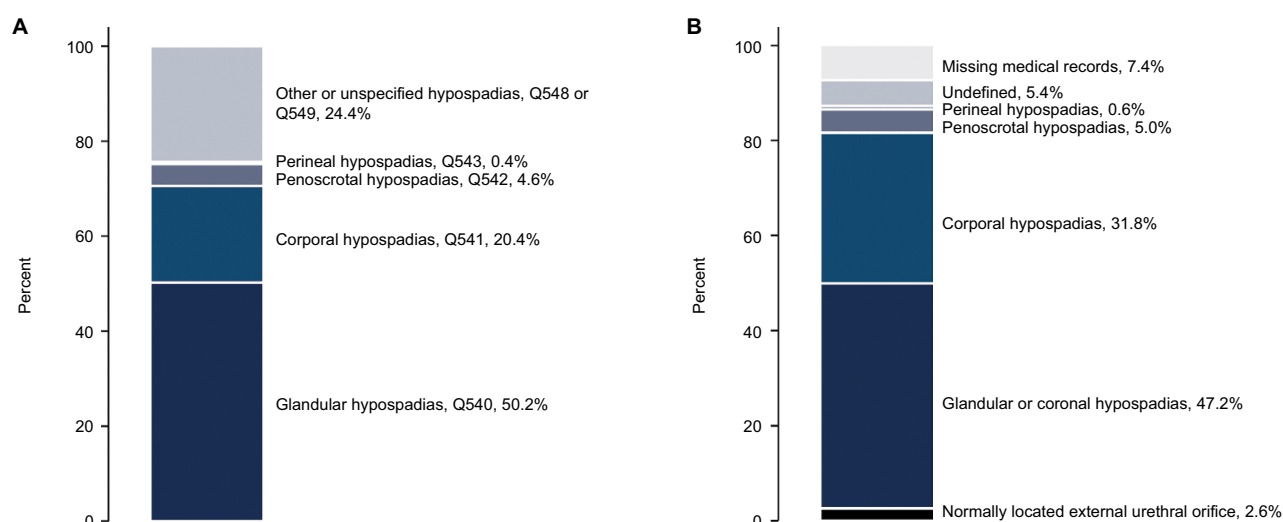 A
Percent
100
80
60
40
20
0
Other or unspecified hypospadias, Q548 or
Q549, 24.4%
Perineal hypospadias, Q543, 0.4%
Penoscrotal hypospadias, Q542, 4.6%
Corporal hypospadias, Q541, 20.4%
Glandular hypospadias, Q540, 50.2%
B
Percent
100
80
60
40
20
0
Missing medical records, 7.4%
Undefined, 5.4%
Perineal hypospadias, 0.6%
Penoscrotal hypospadias, 5.0%
Corporal hypospadias, 31.8%
Glandular or coronal hypospadias, 47.2%
Normally located external urethral orifice, 2.6%